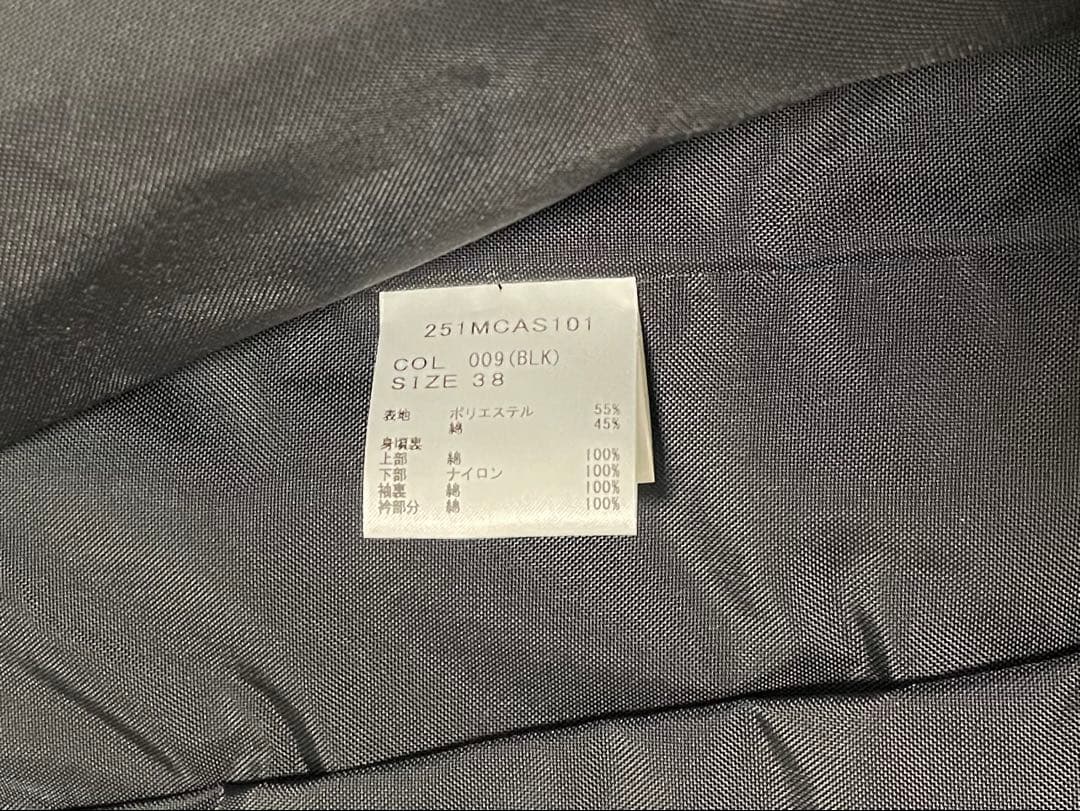 251MCAS101
COL 009(BLK)
SIZE 38
表地 ポリエステル 55%
綿 45%
身頃裏
上部 綿 100%
下部 ナイロン 100%
袖裏 綿 100%
衿部分 綿 100%